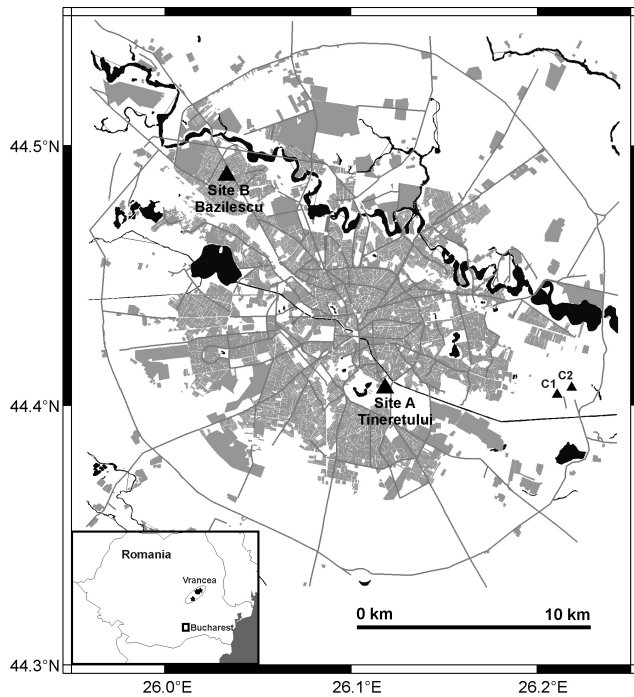 44.5°N
Site B
Bazilescu
C1 C2
44.4°N
Site A
Tineretului
Romania
Vrancea
Bucharest
0 km 10 km
44.3°N
26.0°E 26.1°E 26.2°E